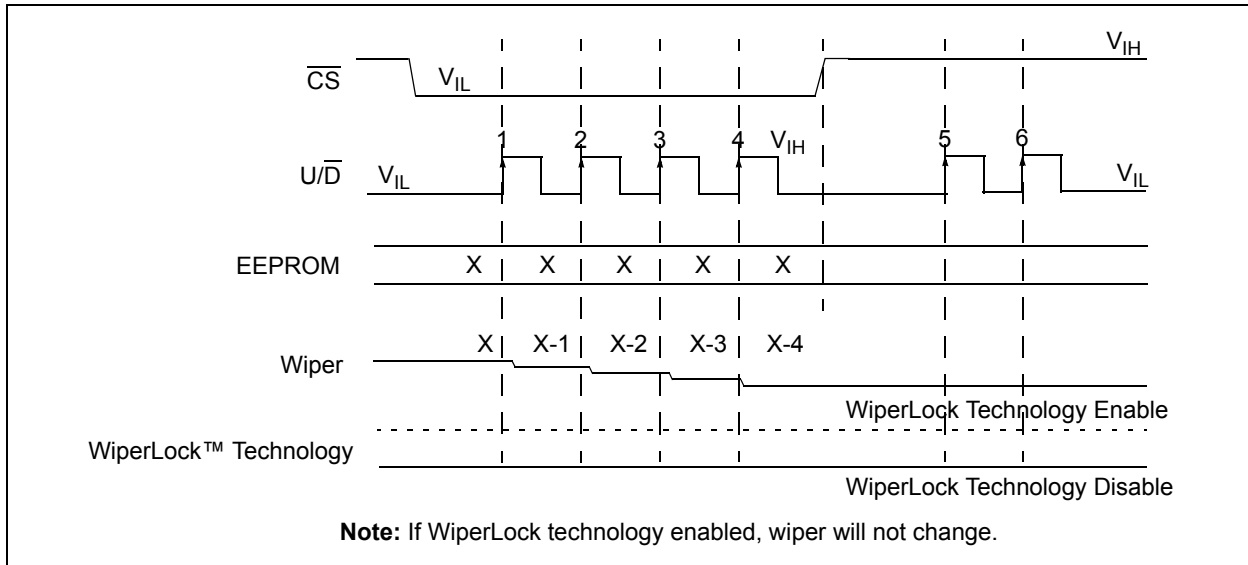 V_IH
C̅S̅ V_IL
1 2 3 4 V_IH 5 6
U/D̅ V_IL V_IL
EEPROM X X X X X
X X-1 X-2 X-3 X-4
Wiper
WiperLock Technology Enable
WiperLock™ Technology
WiperLock Technology Disable
Note: If WiperLock technology enabled, wiper will not change.